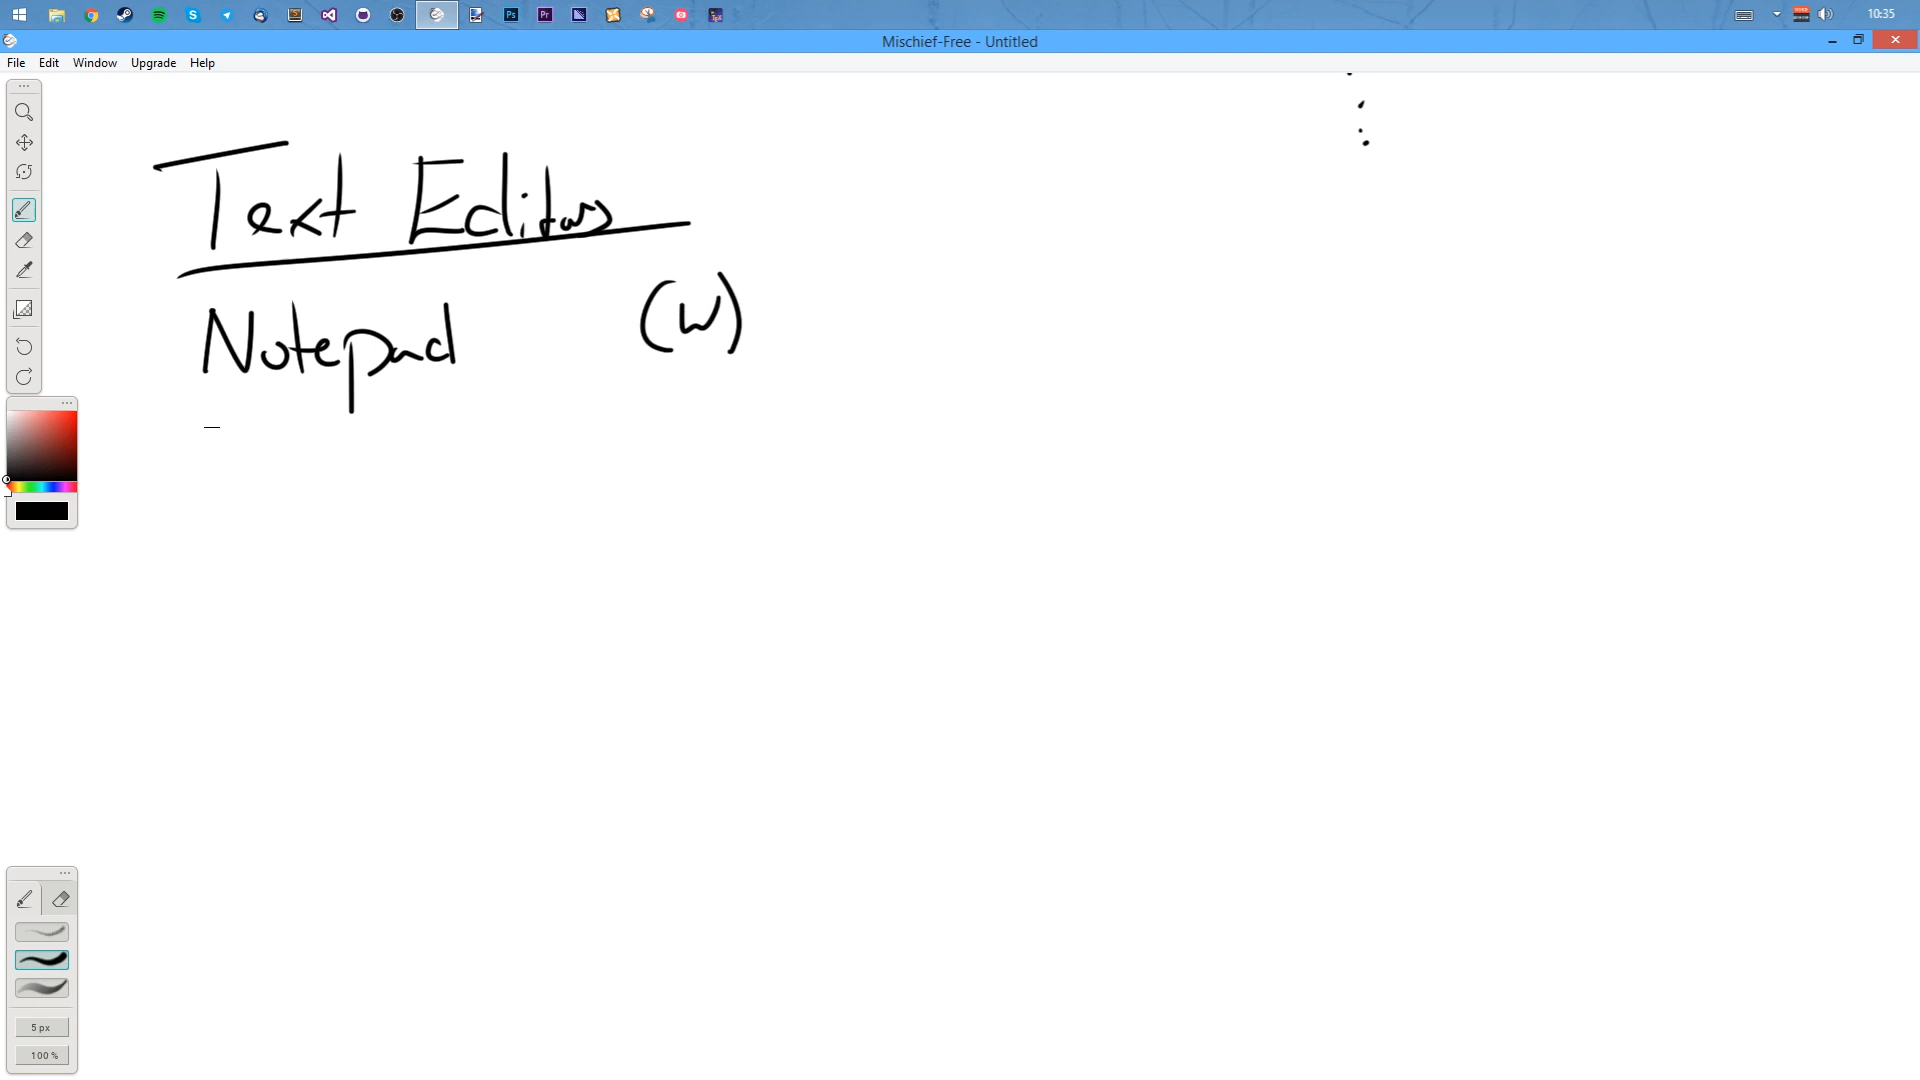 10:35
Mischief-Free - Untitled
File Edit Window Upgrade Help
Text Editors
Notepad (W)
5 px
100 %